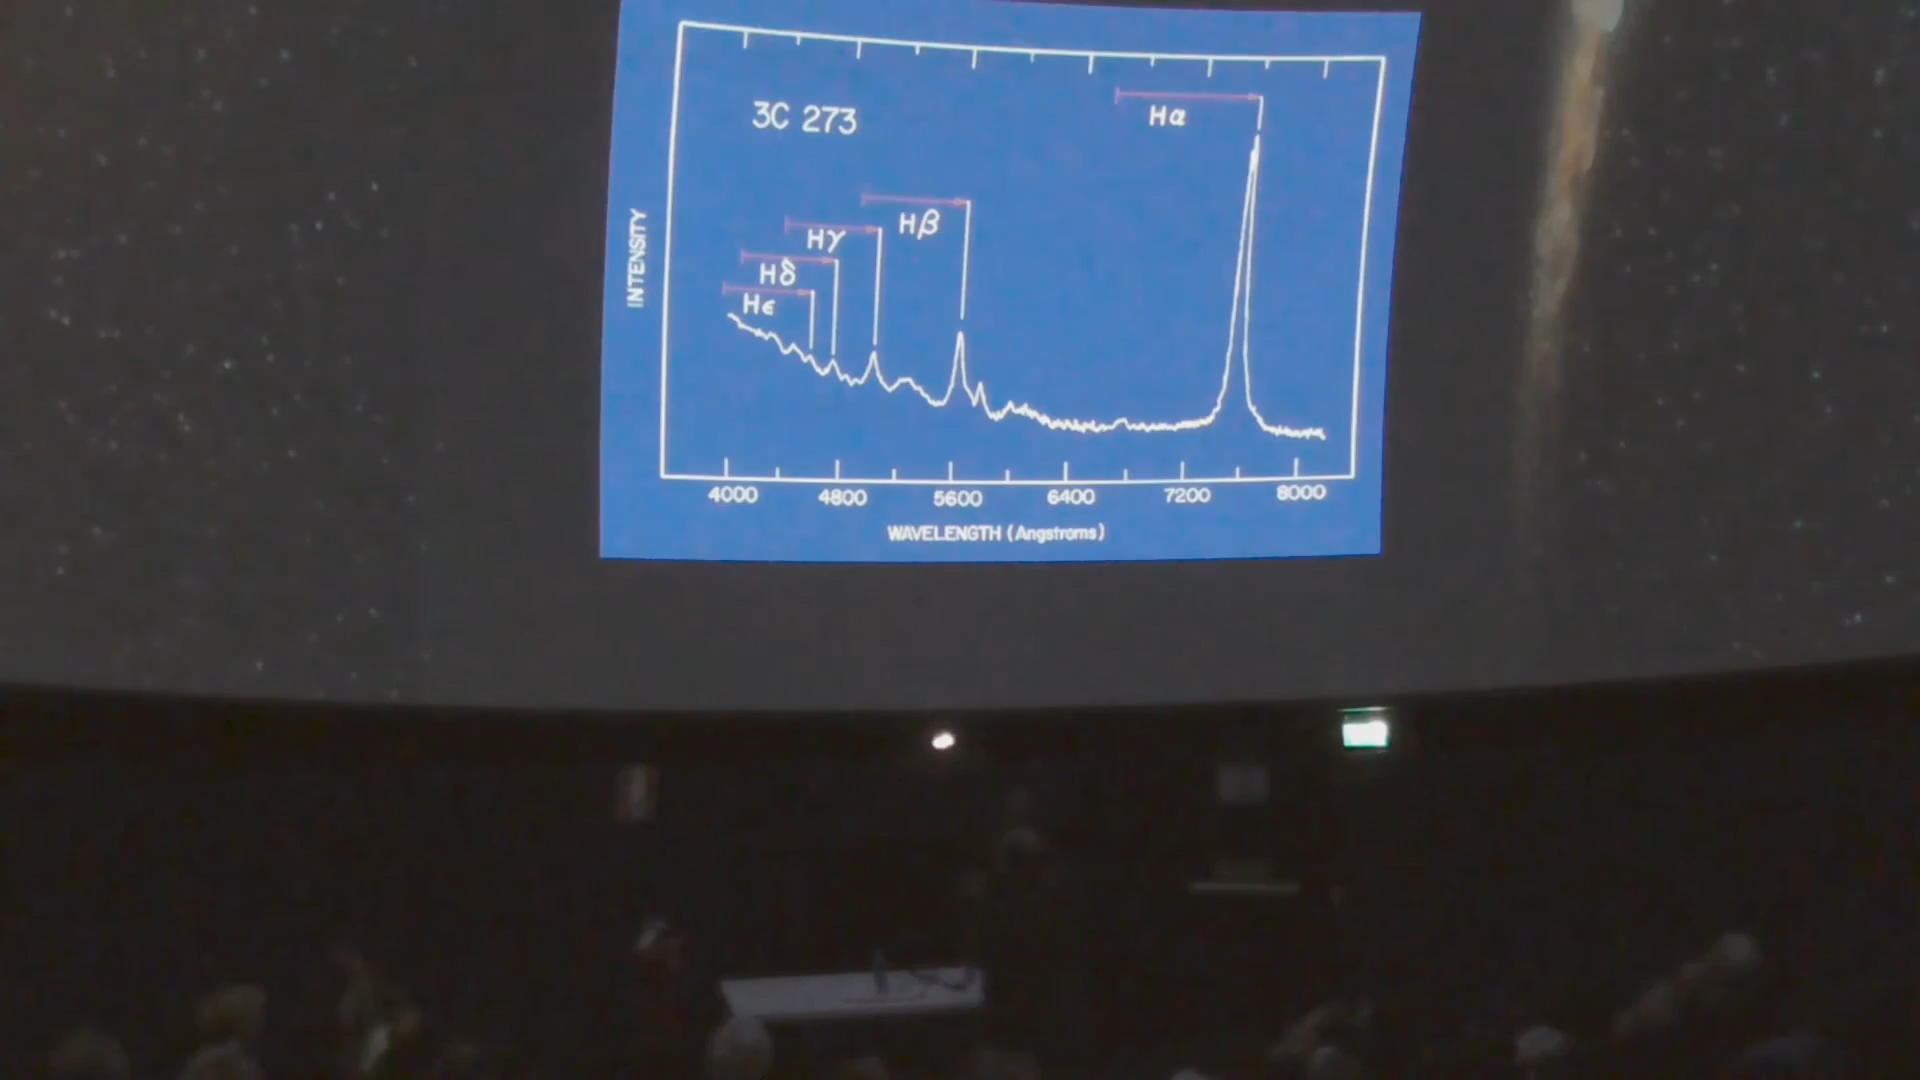 3C 273
Hα
Hβ
Hγ
Hδ
Hϵ
INTENSITY
4000 4800 5600 6400 7200 8000
WAVELENGTH (Angstroms)